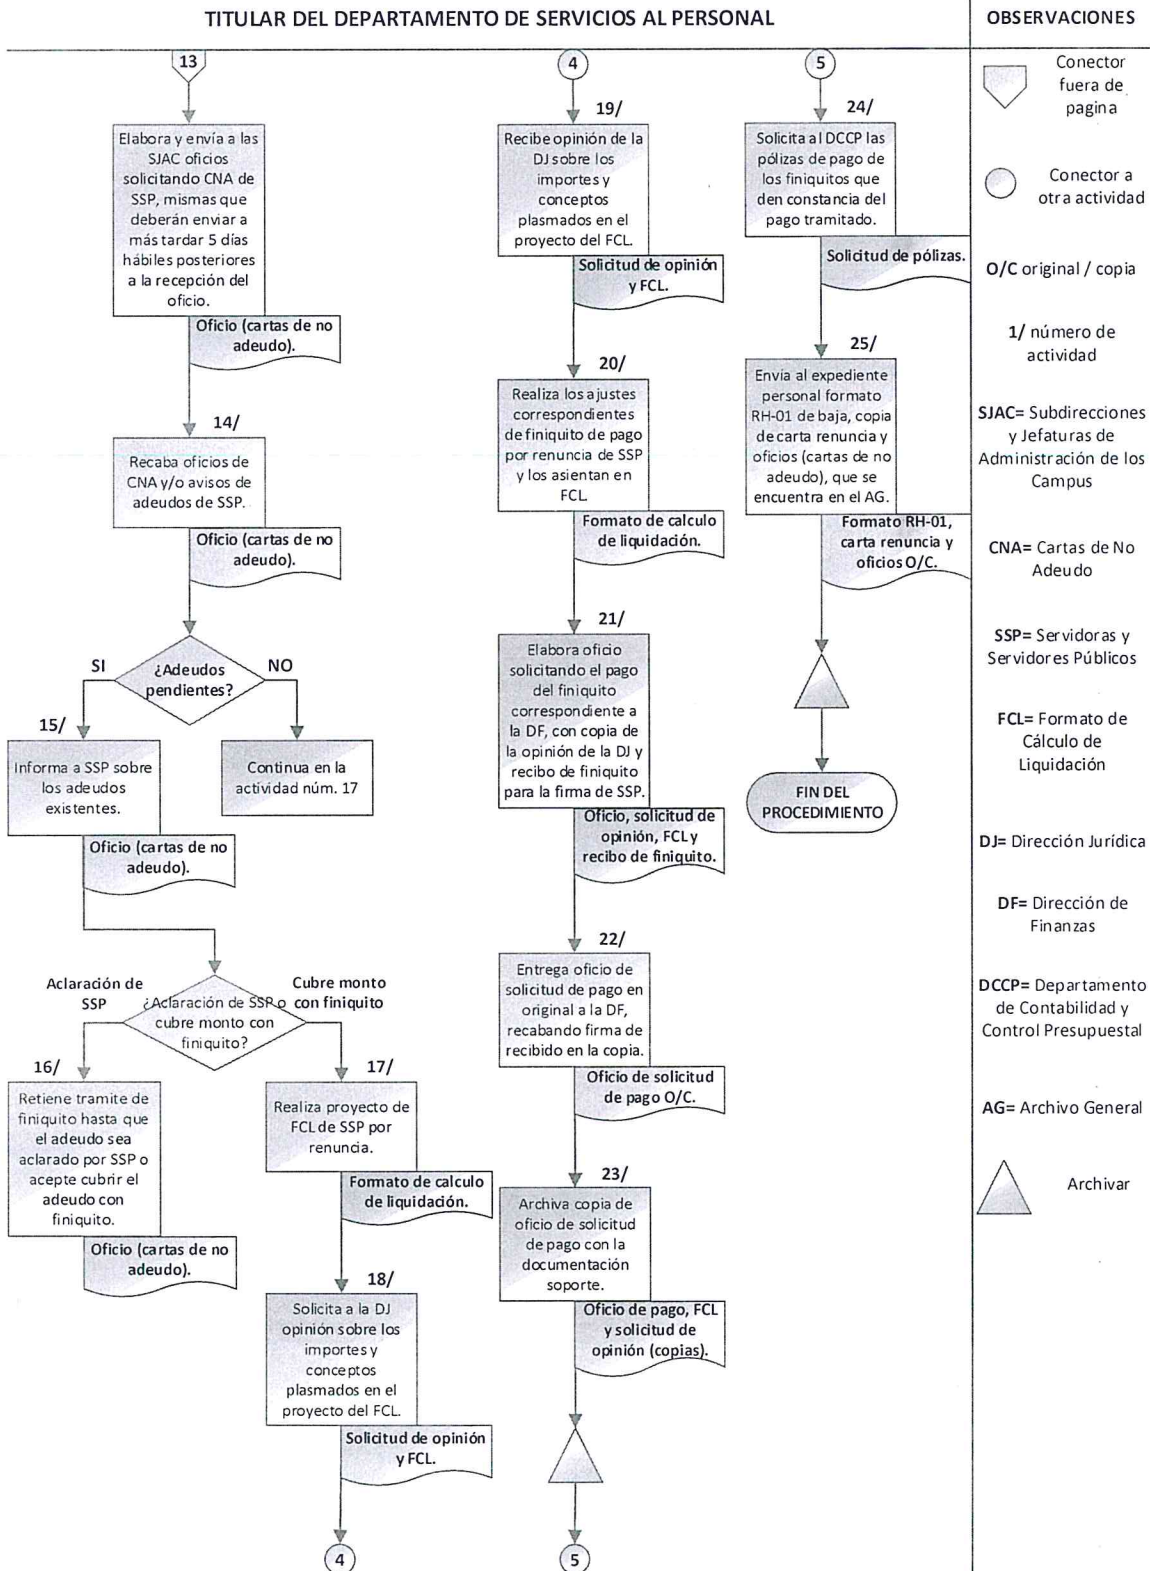 TITULAR DEL DEPARTAMENTO DE SERVICIOS AL PERSONAL
13
Elabora y envía a las
SJAC oficios
solicitando CNA de
SSP, mismas que
deberán enviar a
más tardar 5 días
hábiles posteriores
a la recepción del
oficio.
Oficio (cartas de no
adeudo).
14/
Recaba oficios de
CNA y/o avisos de
adeudos de SSP.
Oficio (cartas de no
adeudo).
¿Adeudos
pendientes?
SI
NO
15/
Informa a SSP sobre
los adeudos
existentes.
Oficio (cartas de no
adeudo).
Continua en la
actividad núm. 17
¿Aclaración de SSP o
cubre monto con
finiquito?
Aclaración de
SSP
Cubre monto
con finiquito
16/
Retiene tramite de
finiquito hasta que
el adeudo sea
aclarado por SSP o
acepte cubrir el
adeudo con
finiquito.
Oficio (cartas de no
adeudo).
17/
Realiza proyecto de
FCL de SSP por
renuncia.
Formato de calculo
de liquidación.
18/
Solicita a la DJ
opinión sobre los
importes y
conceptos
plasmados en el
proyecto del FCL.
Solicitud de opinión
y FCL.
4
4
19/
Recibe opinión de la
DJ sobre los
importes y
conceptos
plasmados en el
proyecto del FCL.
Solicitud de opinión
y FCL.
20/
Realiza los ajustes
correspondientes
de finiquito de pago
por renuncia de SSP
y los asientan en
FCL.
Formato de calculo
de liquidación.
21/
Elabora oficio
solicitando el pago
del finiquito
correspondiente a
la DF, con copia de
la opinión de la DJ y
recibo de finiquito
para la firma de SSP.
Oficio, solicitud de
opinión, FCL y
recibo de finiquito.
22/
Entrega oficio de
solicitud de pago en
original a la DF,
recabando firma de
recibido en la copia.
Oficio de solicitud
de pago O/C.
23/
Archiva copia de
oficio de solicitud
de pago con la
documentación
soporte.
Oficio de pago, FCL
y solicitud de
opinión (copias).
5
5
24/
Solicita al DCCP las
pólizas de pago de
los finiquitos que
den constancia del
pago tramitado.
Solicitud de pólizas.
25/
Envía al expediente
personal formato
RH-01 de baja, copia
de carta renuncia y
oficios (cartas de no
adeudo), que se
encuentra en el AG.
Formato RH-01,
carta renuncia y
oficios O/C.
FIN DEL
PROCEDIMIENTO
OBSERVACIONES
Conector
fuera de
pagina
Conector a
otra actividad
O/C original / copia
1/ número de
actividad
SJAC= Subdirecciones
y Jefaturas de
Administración de los
Campus
CNA= Cartas de No
Adeudo
SSP= Servidoras y
Servidores Públicos
FCL= Formato de
Cálculo de
Liquidación
DJ= Dirección Jurídica
DF= Dirección de
Finanzas
DCCP= Departamento
de Contabilidad y
Control Presupuestal
AG= Archivo General
Archivar